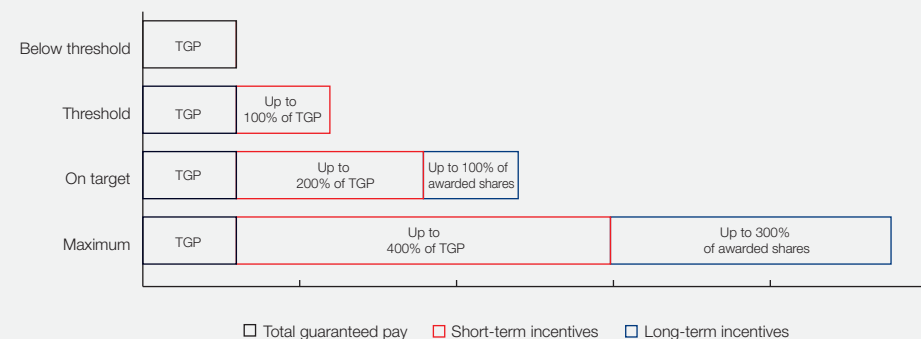 Below threshold
TGP
Threshold
TGP
Up to
100% of TGP
On target
TGP
Up to
200% of TGP
Up to 100% of
awarded shares
Maximum
TGP
Up to
400% of TGP
Up to 300%
of awarded shares
Total guaranteed pay
Short-term incentives
Long-term incentives